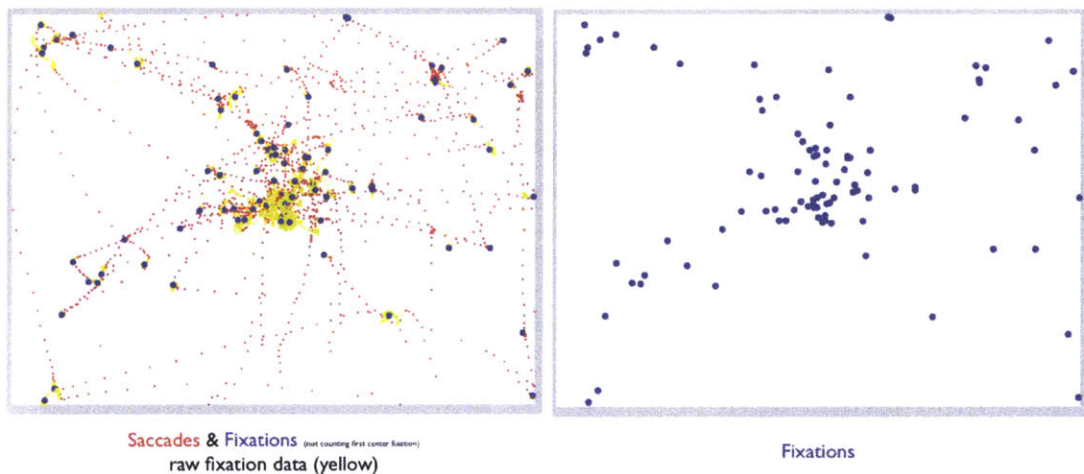 Saccades & Fixations (not counting first center fixation)
raw fixation data (yellow)
Fixations